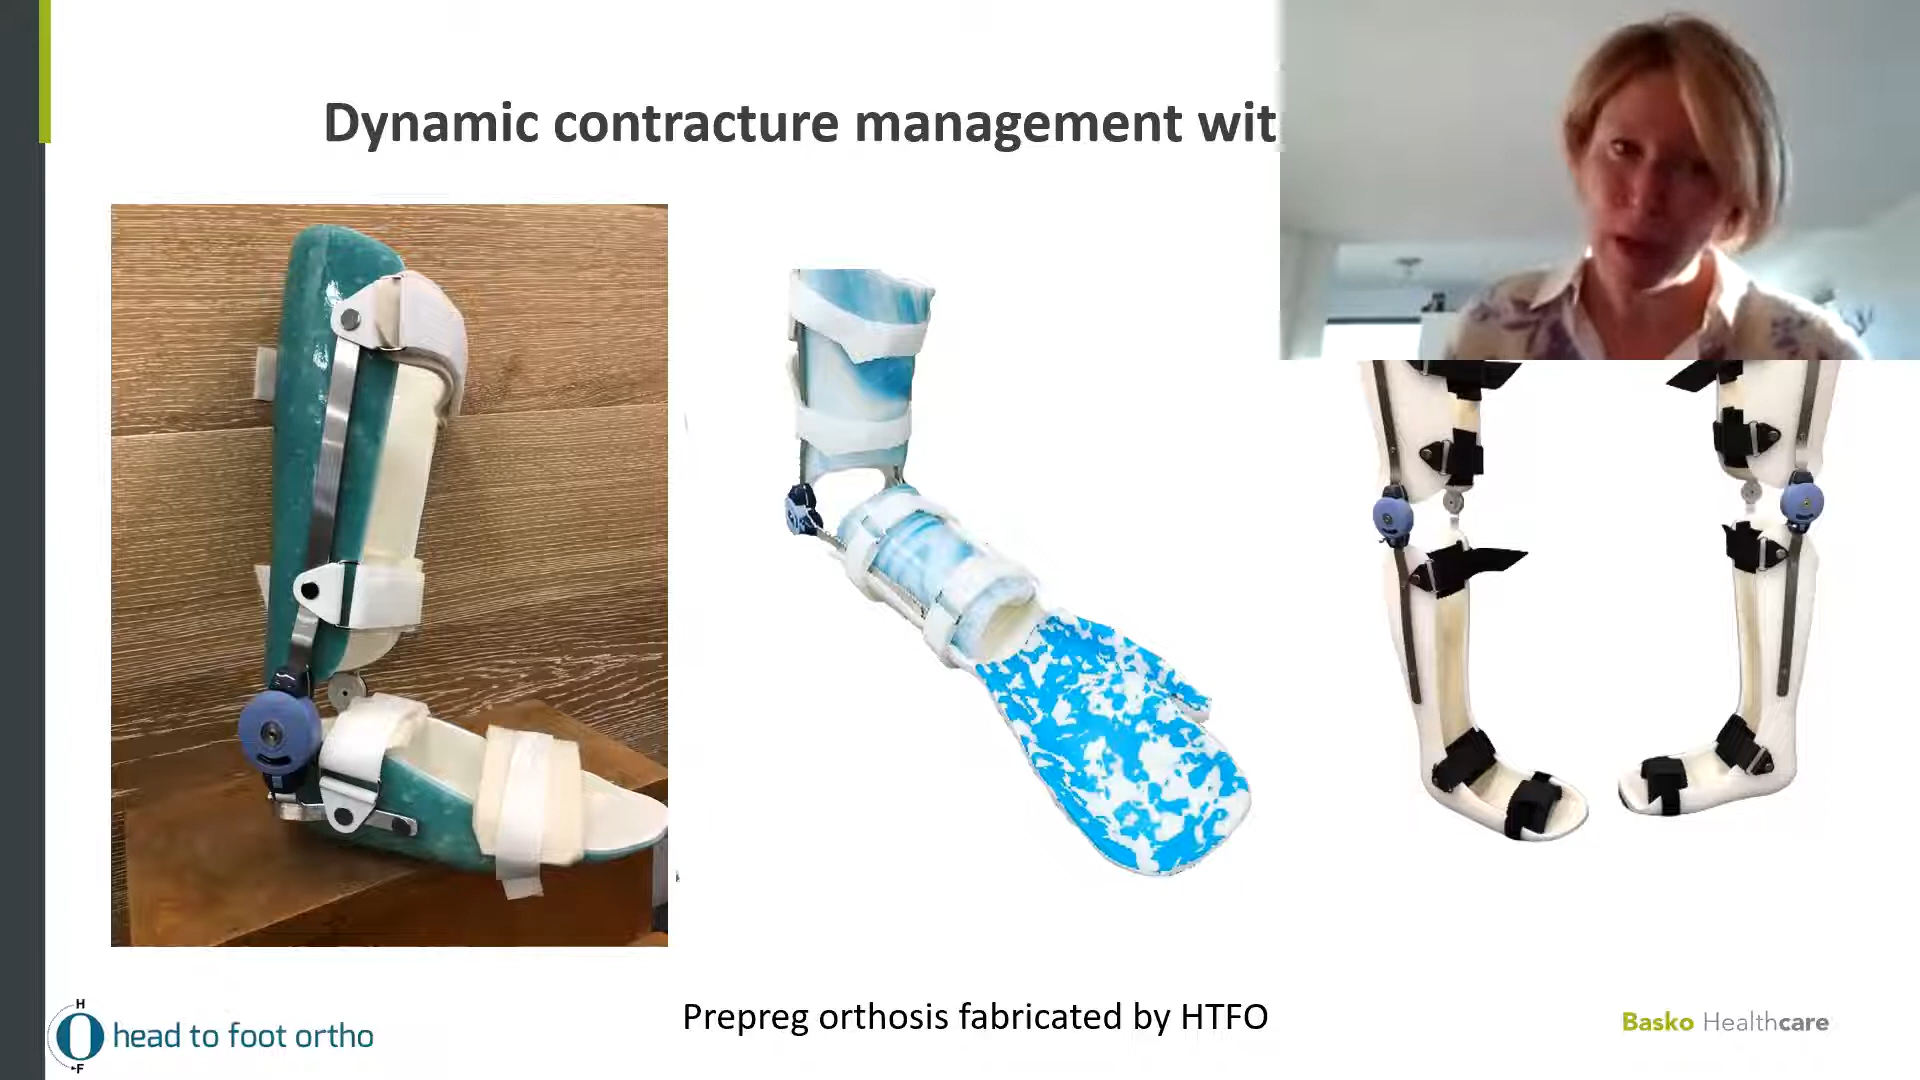 Dynamic contracture management wit
H
head to foot ortho
F
Prepreg orthosis fabricated by HTFO
Basko Healthcare